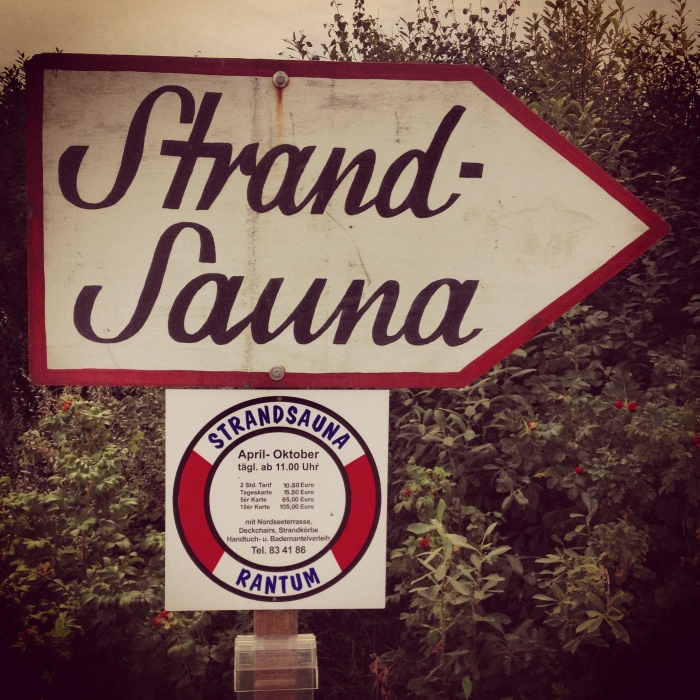 Strand-
Sauna
STRANDSAUNA
April- Oktober
tägl. ab 11.00 Uhr
2 Std. Tarif 10,50 Euro
Tageskarte 15,50 Euro
5er Karte 65,00 Euro
10er Karte 105,00 Euro
mit Nordseeterrasse,
Deckchairs, Strandkörbe
Handtuch- u. Bademantelverleih
Tel. 83 41 86
RANTUM